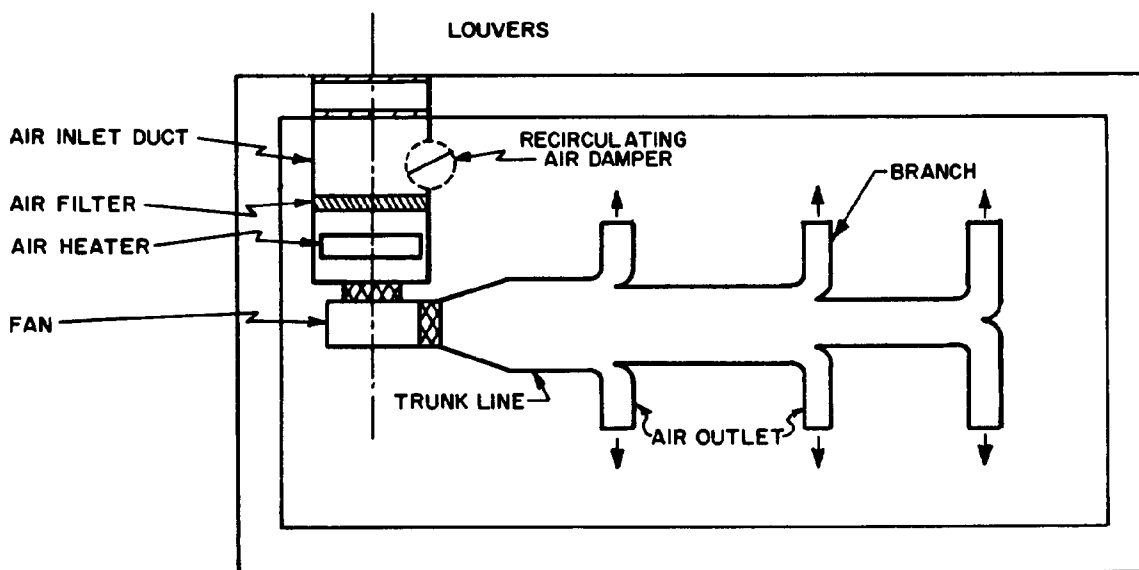 LOUVERS
AIR INLET DUCT
RECIRCULATING
AIR DAMPER
BRANCH
AIR FILTER
AIR HEATER
FAN
TRUNK LINE
AIR OUTLET